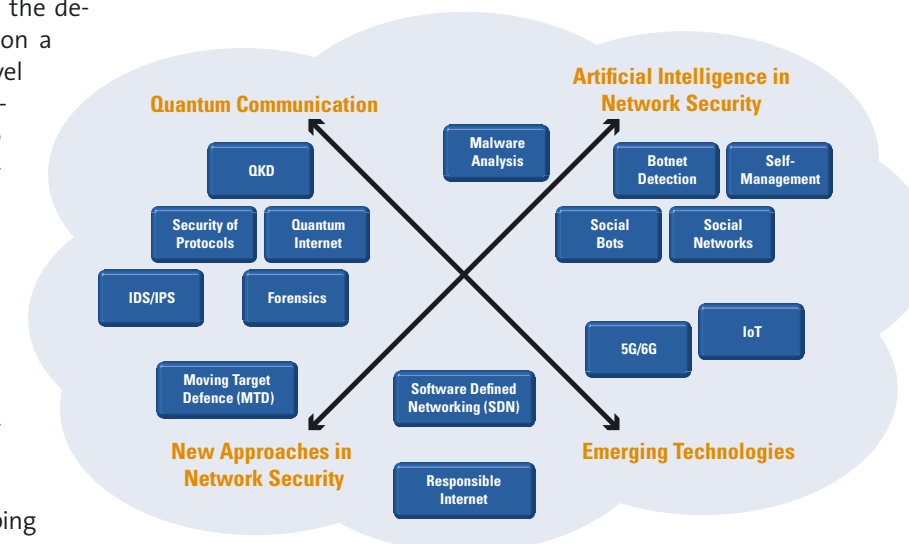 the de-
on a
vel
-
ping
Quantum Communication
Artificial Intelligence in
Network Security
Malware
Analysis
QKD
Botnet
Detection
Self-
Management
Security of
Protocols
Quantum
Internet
Social
Bots
Social
Networks
IDS/IPS
Forensics
5G/6G
IoT
Moving Target
Defence (MTD)
Software Defined
Networking (SDN)
New Approaches in
Network Security
Emerging Technologies
Responsible
Internet